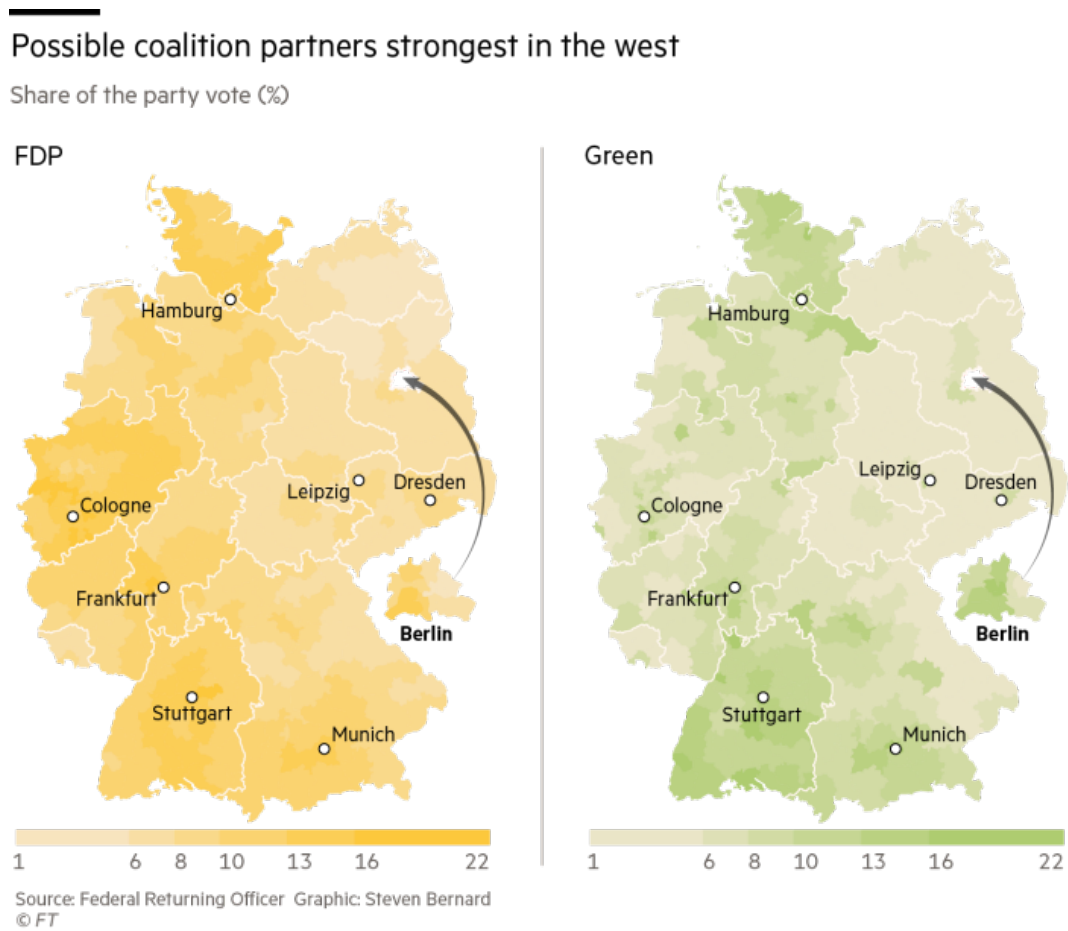 Possible coalition partners strongest in the west
Share of the party vote (%)
FDP
Hamburg
Leipzig
Dresden
Cologne
Frankfurt
Berlin
Stuttgart
Munich
1 6 8 10 13 16 22
Green
Hamburg
Leipzig
Dresden
Cologne
Frankfurt
Berlin
Stuttgart
Munich
1 6 8 10 13 16 22
Source: Federal Returning Officer Graphic: Steven Bernard
© FT